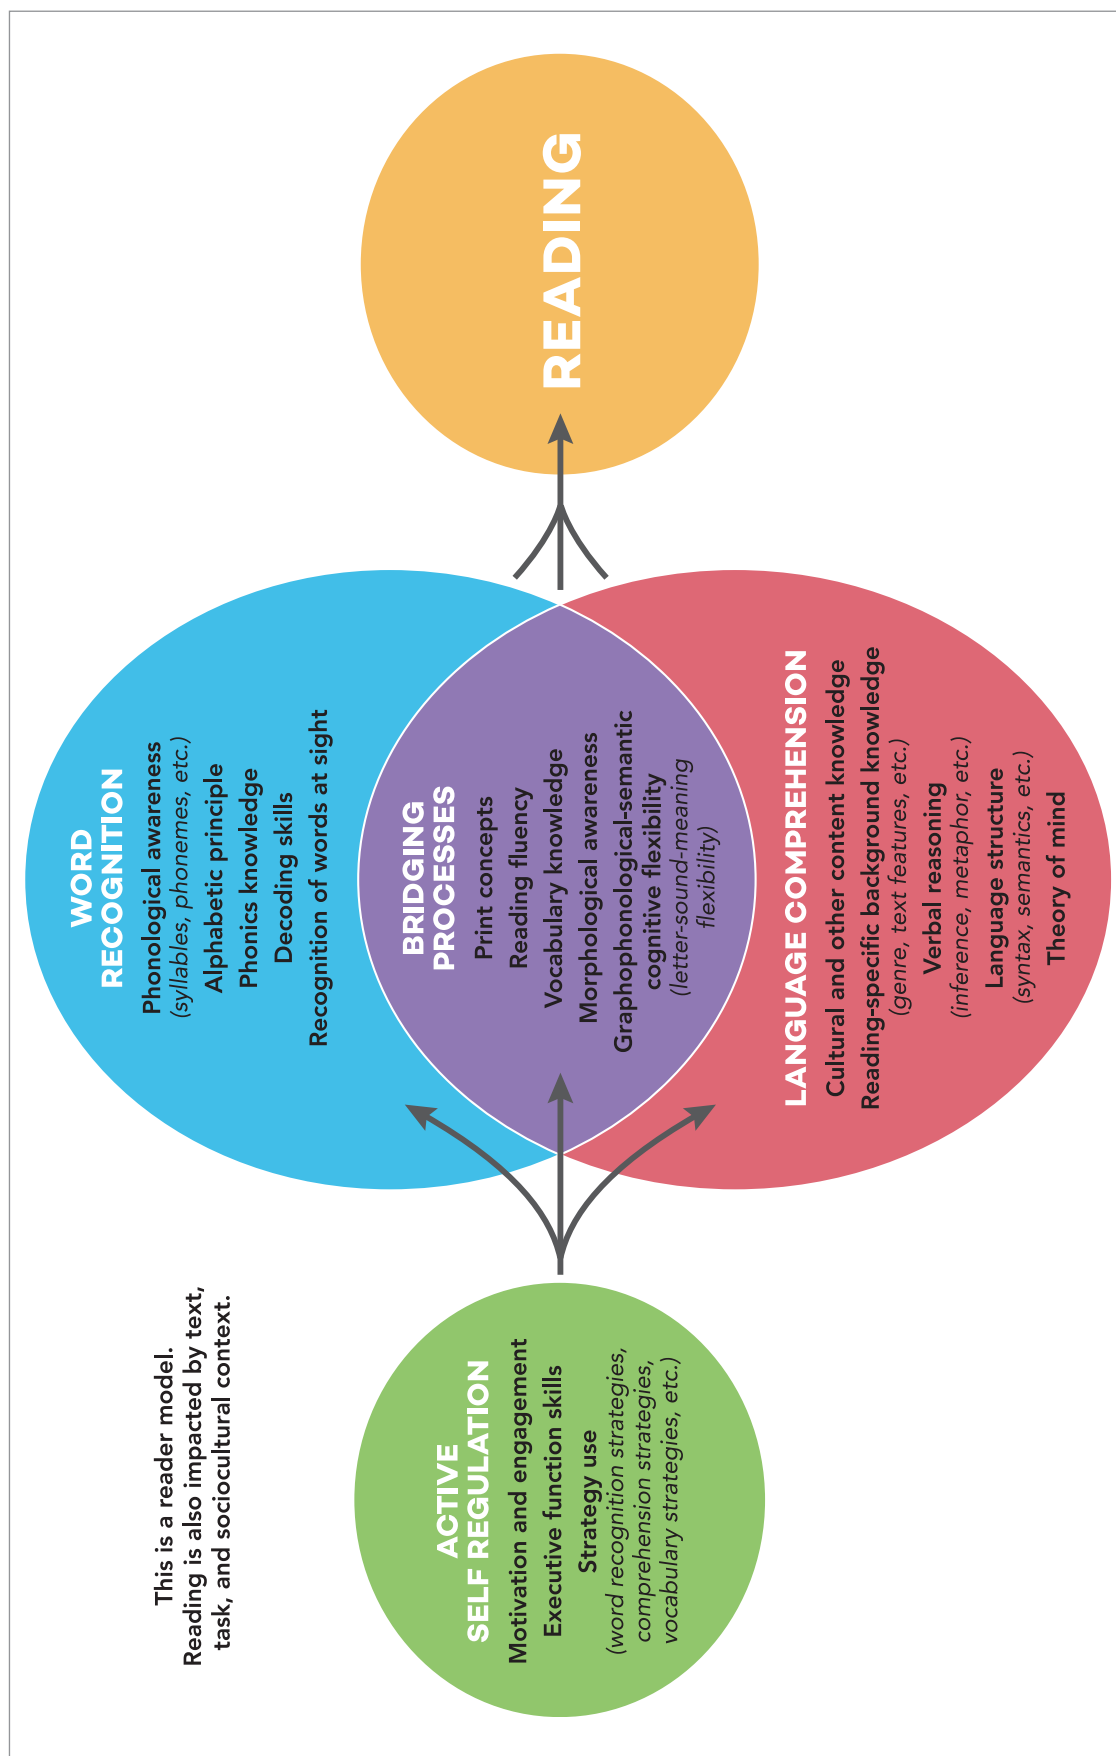 This is a reader model.
Reading is also impacted by text,
task, and sociocultural context.
ACTIVE
SELF REGULATION
Motivation and engagement
Executive function skills
Strategy use
(word recognition strategies,
comprehension strategies,
vocabulary strategies, etc.)
WORD
RECOGNITION
Phonological awareness
(syllables, phonemes, etc.)
Alphabetic principle
Phonics knowledge
Decoding skills
Recognition of words at sight
BRIDGING
PROCESSES
Print concepts
Reading fluency
Vocabulary knowledge
Morphological awareness
Graphophonological-semantic
cognitive flexibility
(letter-sound-meaning
flexibility)
LANGUAGE COMPREHENSION
Cultural and other content knowledge
Reading-specific background knowledge
(genre, text features, etc.)
Verbal reasoning
(inference, metaphor, etc.)
Language structure
(syntax, semantics, etc.)
Theory of mind
READING